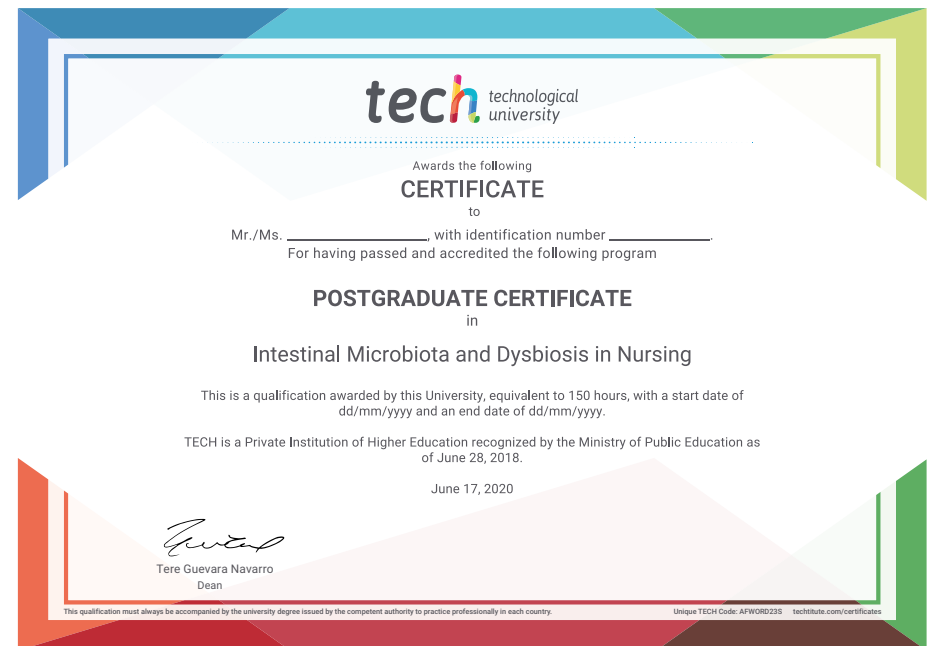 tech technological
university
Awards the following
CERTIFICATE
to
Mr./Ms. ____________, with identification number ____________.
For having passed and accredited the following program
POSTGRADUATE CERTIFICATE
in
Intestinal Microbiota and Dysbiosis in Nursing
This is a qualification awarded by this University, equivalent to 150 hours, with a start date of
dd/mm/yyyy and an end date of dd/mm/yyyy.
TECH is a Private Institution of Higher Education recognized by the Ministry of Public Education as
of June 28, 2018.
June 17, 2020
Tere Guevara Navarro
Dean
This qualification must always be accompanied by the university degree issued by the competent authority to practice professionally in each country.
Unique TECH Code: AFWORD23S techtitute.com/certificates